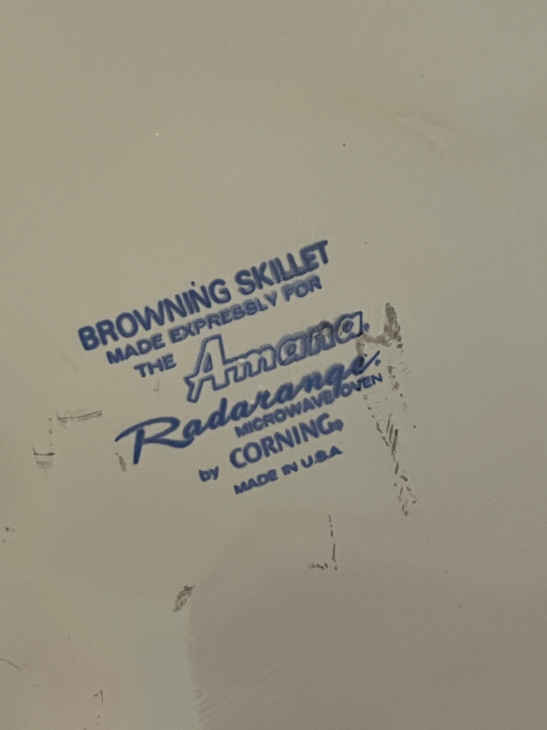 BROWNING SKILLET
MADE EXPRESSLY FOR
THE Amana®
Radarange®
MICROWAVE OVEN
by CORNING®
MADE IN U.S.A